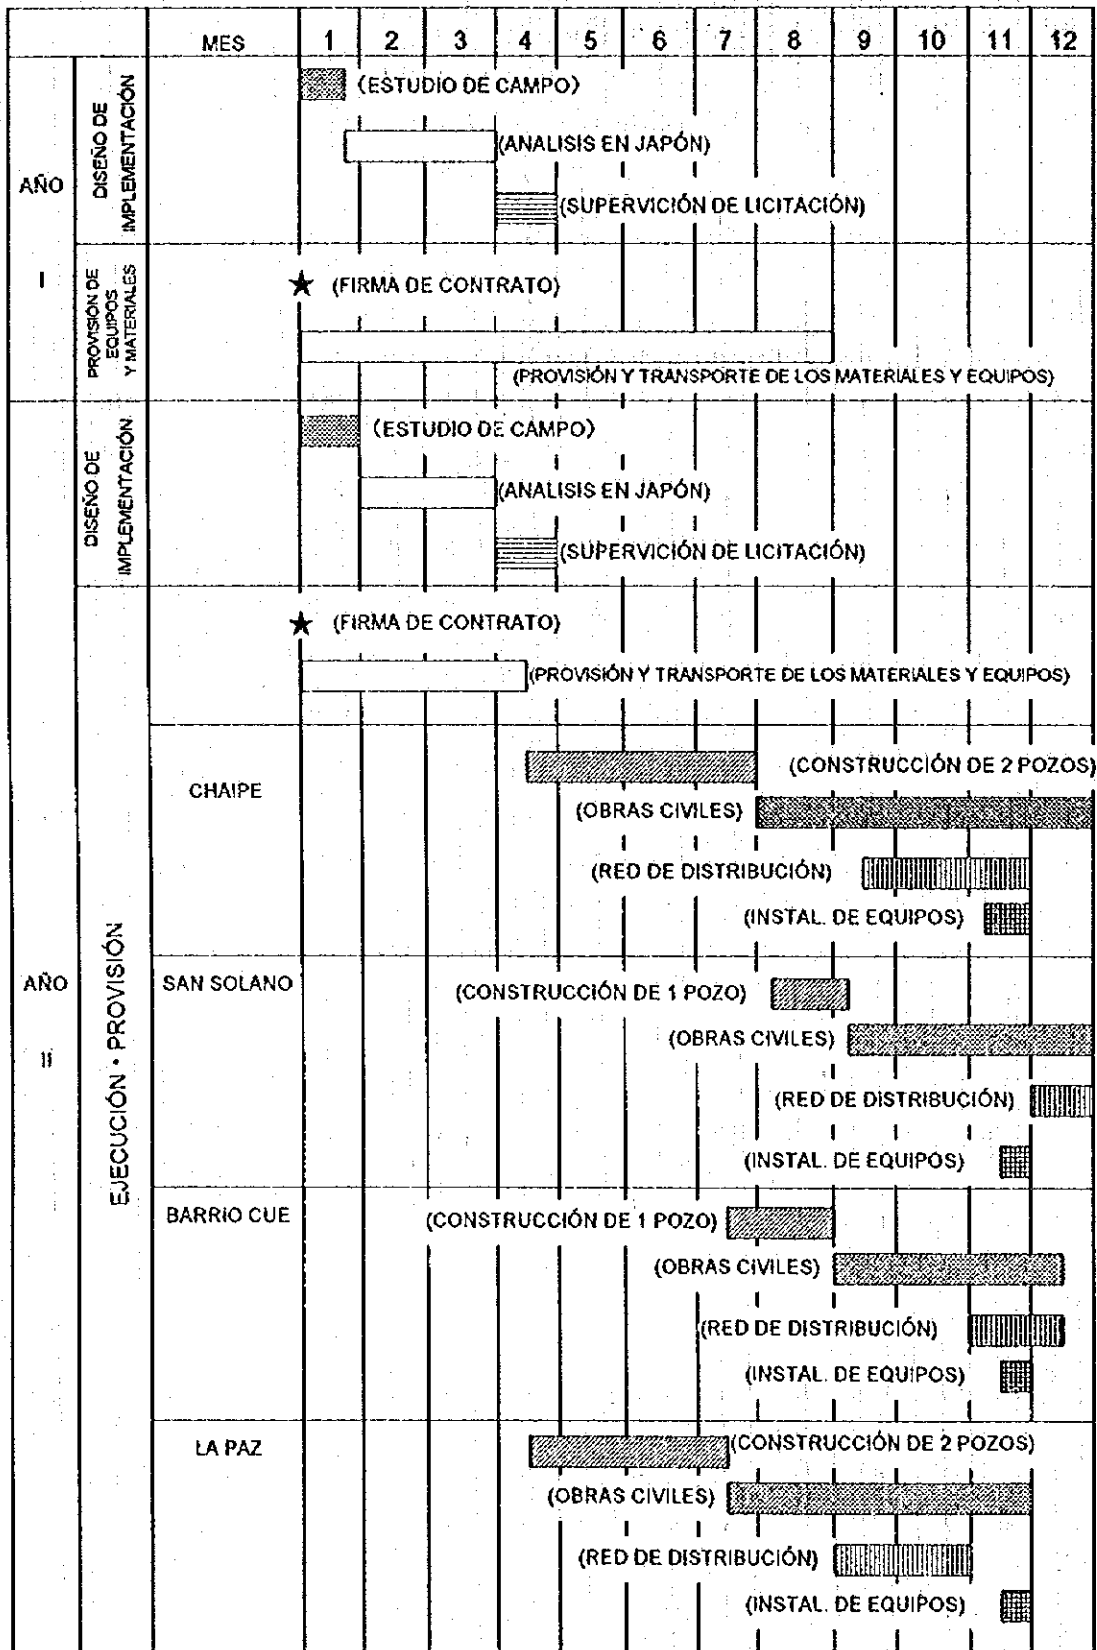 MES 1 2 3 4 5 6 7 8 9 10 11 12
AÑO
I
DISEÑO DE
IMPLEMENTACIÓN
(ESTUDIO DE CAMPO)
(ANALISIS EN JAPÓN)
(SUPERVICIÓN DE LICITACIÓN)
PROVISIÓN DE
EQUIPOS
Y MATERIALES
★ (FIRMA DE CONTRATO)
(PROVISIÓN Y TRANSPORTE DE LOS MATERIALES Y EQUIPOS)
AÑO
II
DISEÑO DE
IMPLEMENTACIÓN
(ESTUDIO DE CAMPO)
(ANALISIS EN JAPÓN)
(SUPERVICIÓN DE LICITACIÓN)
EJECUCIÓN • PROVISIÓN
★ (FIRMA DE CONTRATO)
(PROVISIÓN Y TRANSPORTE DE LOS MATERIALES Y EQUIPOS)
CHAIPE
(CONSTRUCCIÓN DE 2 POZOS)
(OBRAS CIVILES)
(RED DE DISTRIBUCIÓN)
(INSTAL. DE EQUIPOS)
SAN SOLANO
(CONSTRUCCIÓN DE 1 POZO)
(OBRAS CIVILES)
(RED DE DISTRIBUCIÓN)
(INSTAL. DE EQUIPOS)
BARRIO CUE
(CONSTRUCCIÓN DE 1 POZO)
(OBRAS CIVILES)
(RED DE DISTRIBUCIÓN)
(INSTAL. DE EQUIPOS)
LA PAZ
(CONSTRUCCIÓN DE 2 POZOS)
(OBRAS CIVILES)
(RED DE DISTRIBUCIÓN)
(INSTAL. DE EQUIPOS)